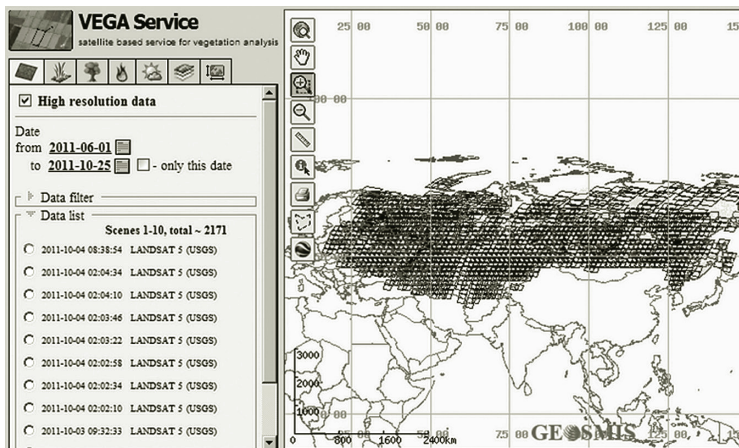 VEGA Service
satellite based service for vegetation analysis
High resolution data
Date
from 2011-06-01
to 2011-10-25 - only this date
Data filter
Data list
Scenes 1-10, total ~ 2171
2011-10-04 08:38:54 LANDSAT 5 (USGS)
2011-10-04 02:04:34 LANDSAT 5 (USGS)
2011-10-04 02:04:10 LANDSAT 5 (USGS)
2011-10-04 02:03:46 LANDSAT 5 (USGS)
2011-10-04 02:03:22 LANDSAT 5 (USGS)
2011-10-04 02:02:58 LANDSAT 5 (USGS)
2011-10-04 02:02:34 LANDSAT 5 (USGS)
2011-10-04 02:02:10 LANDSAT 5 (USGS)
2011-10-03 09:32:33 LANDSAT 5 (USGS)
25 00 50 00 75 00 100 00 125 00
3000
2000
1000
0 800 1600 2400km
GEOSMIS